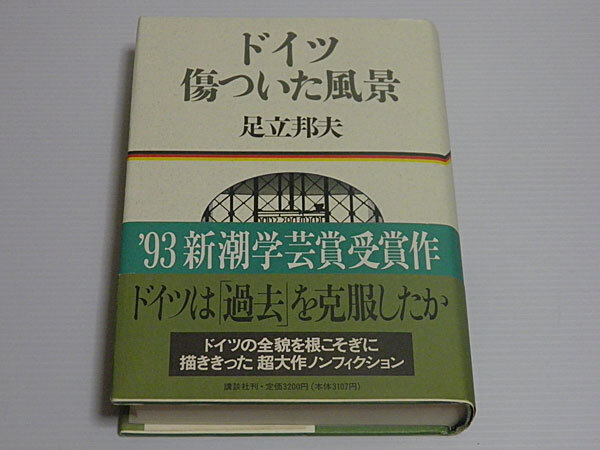 ドイツ
傷ついた風景
足立邦夫
'93新潮学芸賞受賞作
ドイツは「過去」を克服したか
ドイツの全貌を根こそぎに
描ききった 超大作ノンフィクション
講談社刊・定価3200円(本体3107円)